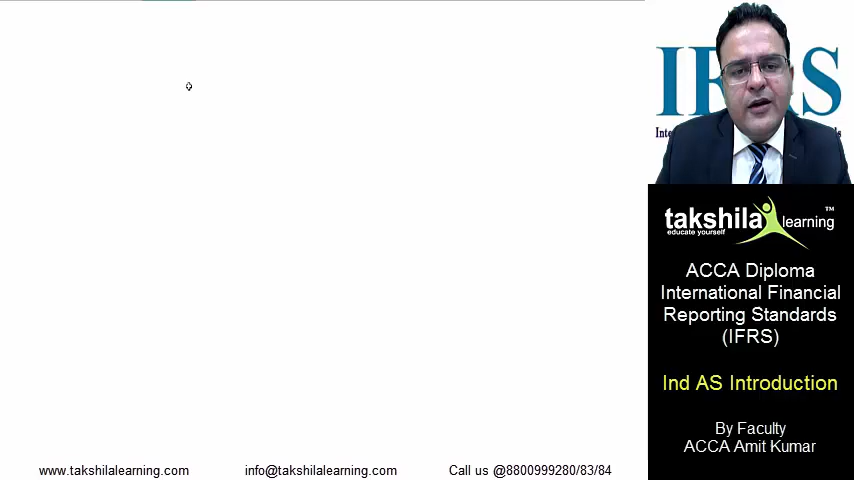 IFRS
takshila learning™
educate yourself
ACCA Diploma
International Financial
Reporting Standards
(IFRS)
Ind AS Introduction
By Faculty
ACCA Amit Kumar
www.takshilalearning.com info@takshilalearning.com Call us @8800999280/83/84